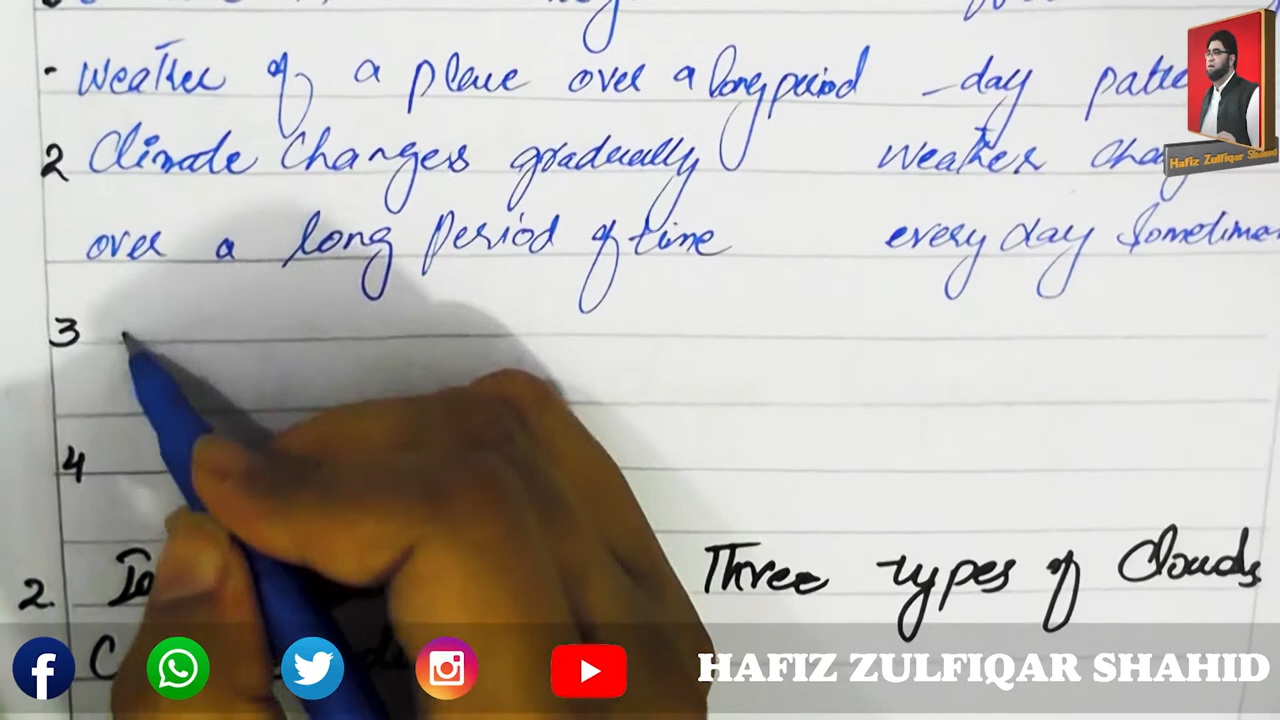 - Weather of a place over a long period - day patte
Hafiz Zulfiqar Shahid
2 Climate Changes gradually weather chang
over a long period of time every day Sometimes
3
4
2. Three types of Clouds
HAFIZ ZULFIQAR SHAHID